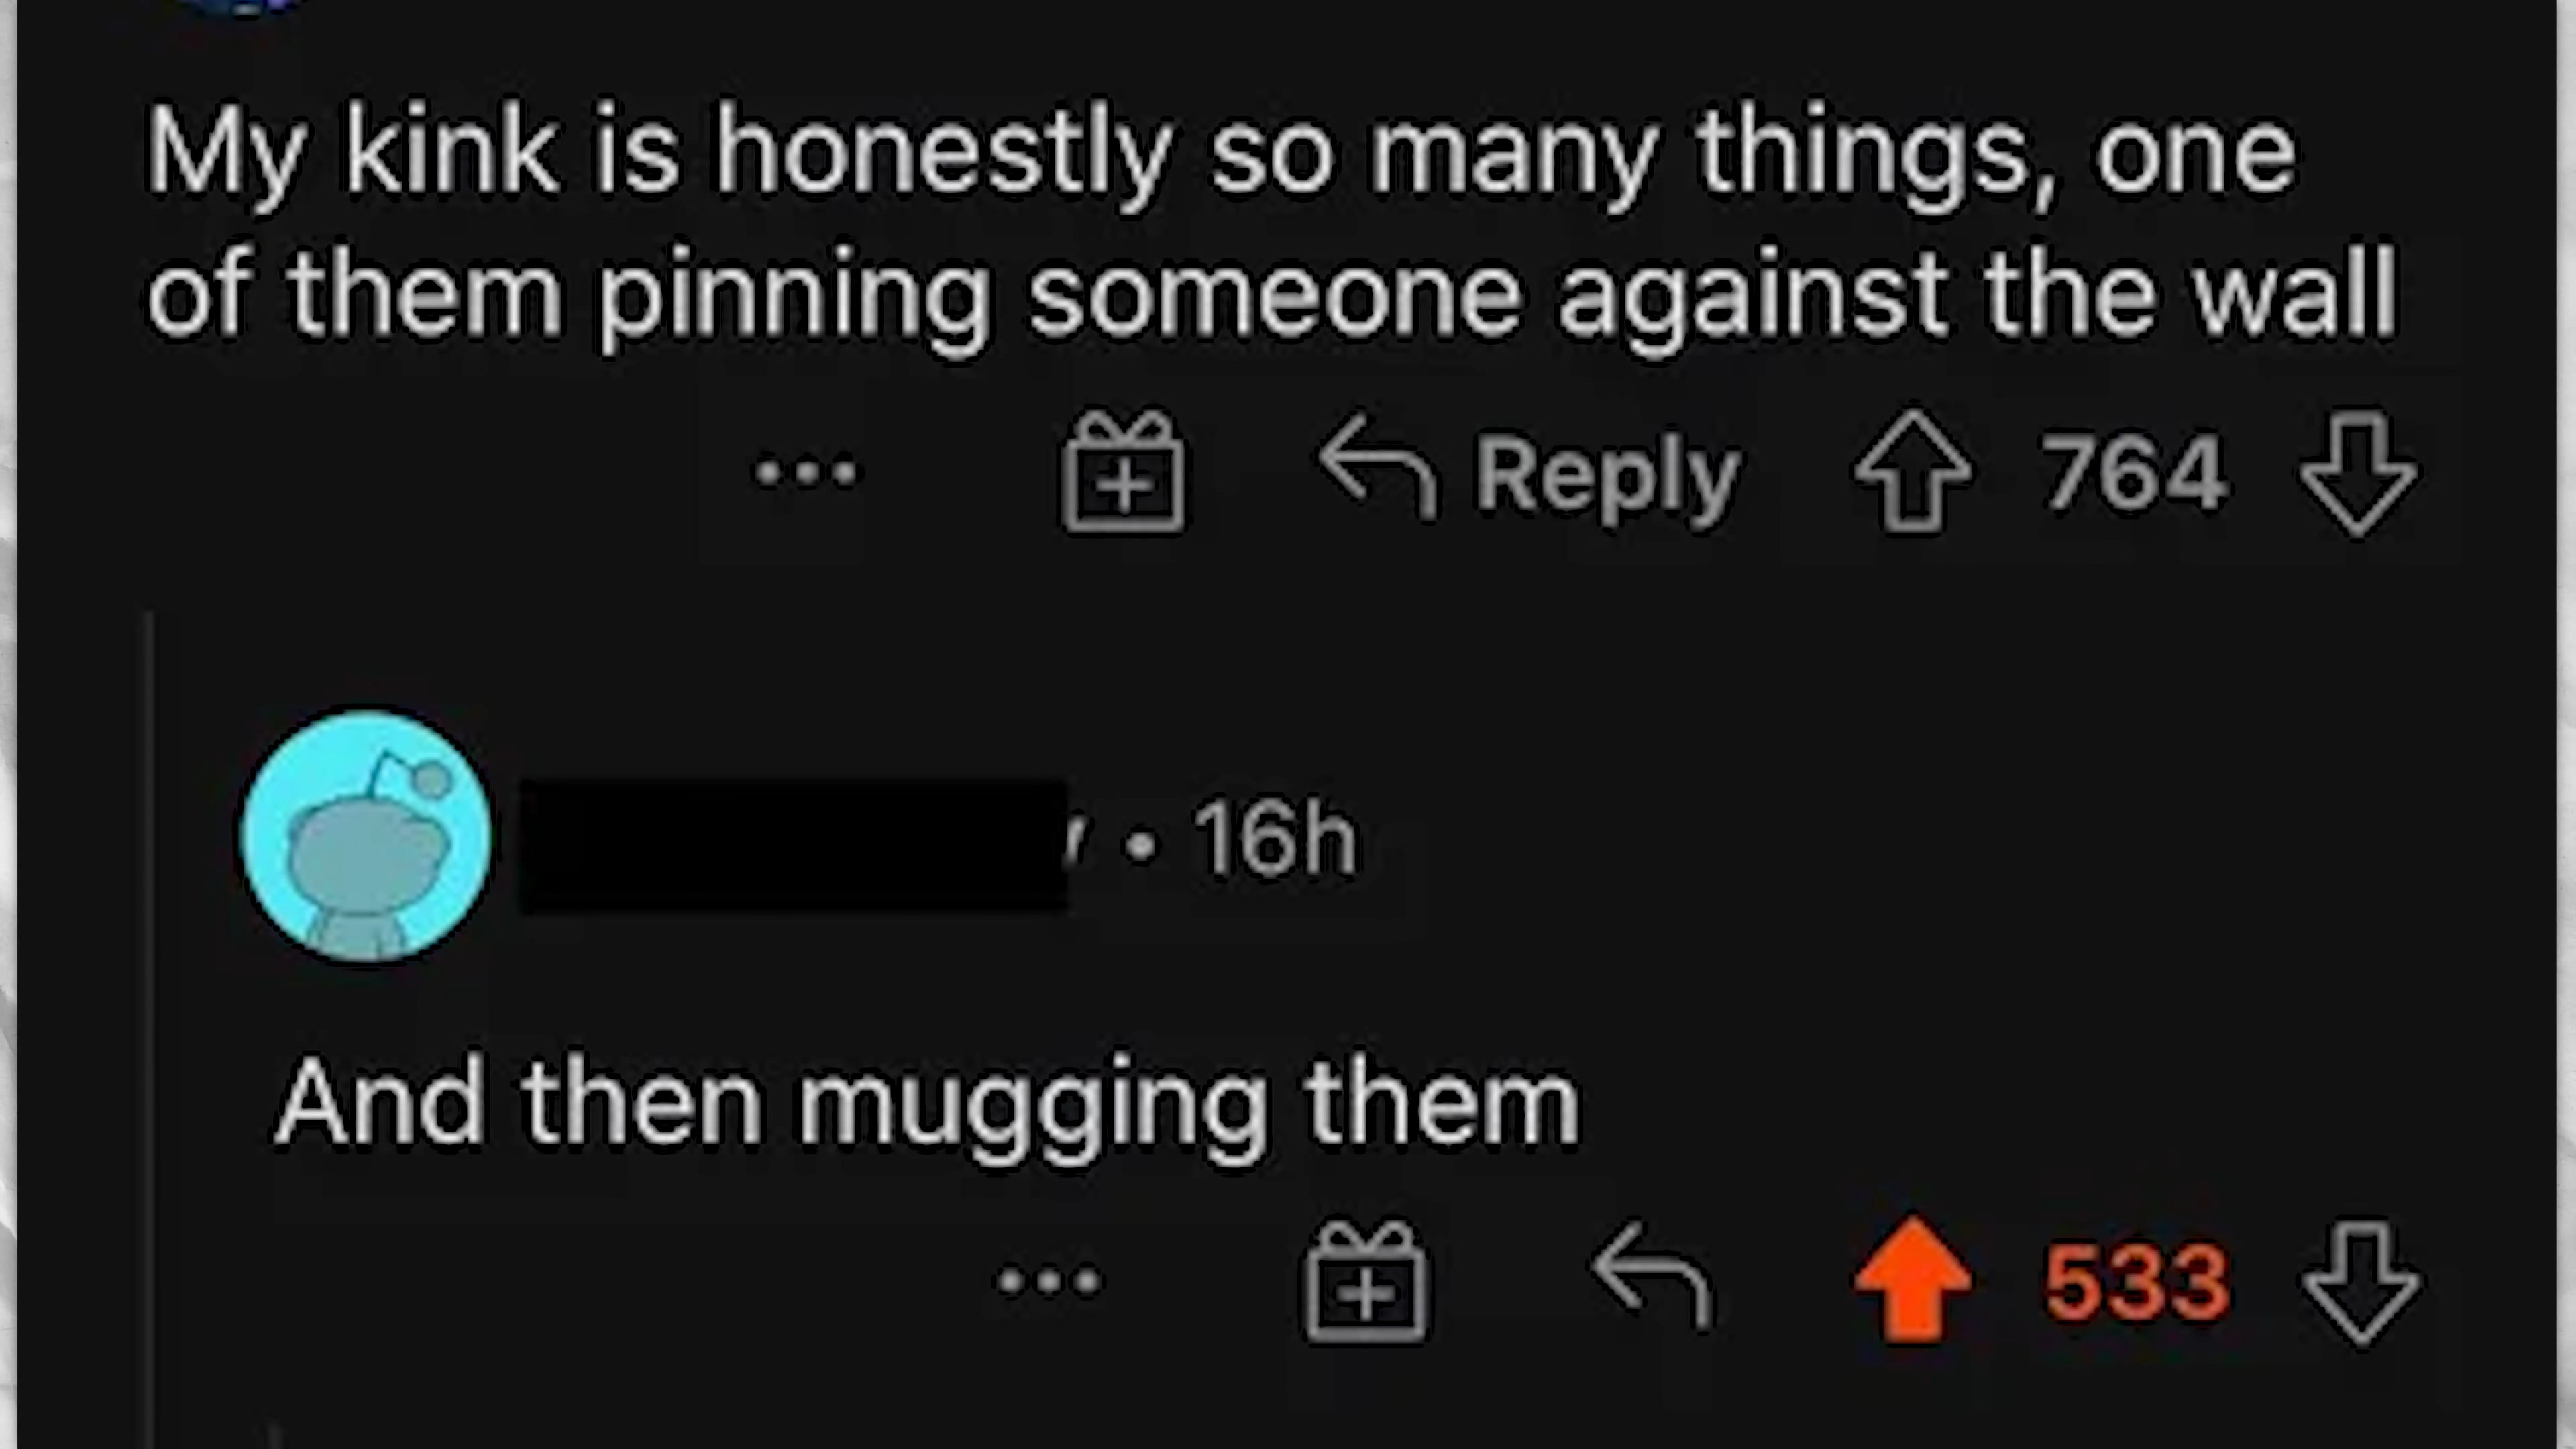 My kink is honestly so many things, one
of them pinning someone against the wall
Reply 764
• 16h
And then mugging them
533